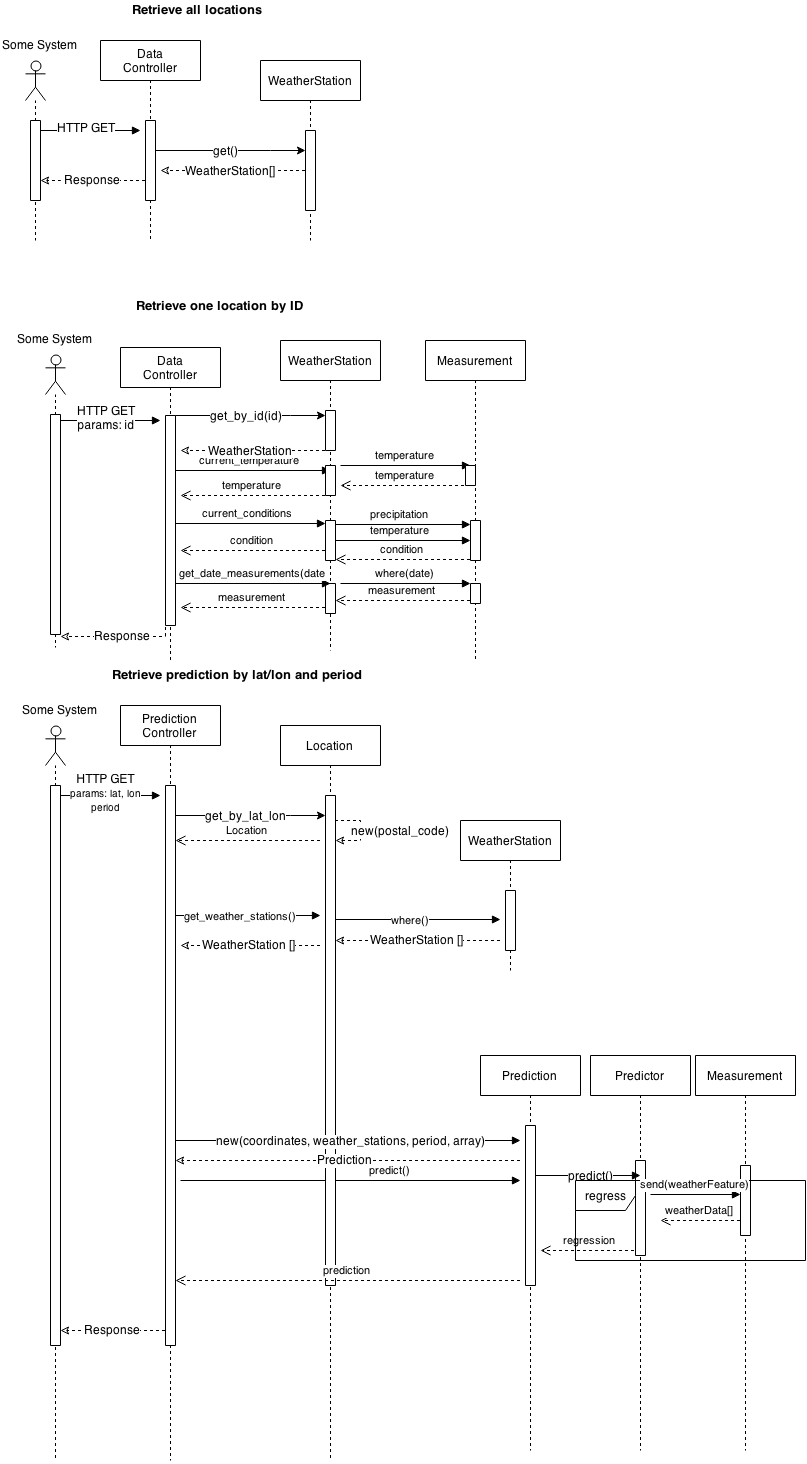 Retrieve all locations
Some System
Data
Controller
WeatherStation
HTTP GET
get()
WeatherStation[]
Response
Retrieve one location by ID
Some System
Data
Controller
WeatherStation
Measurement
HTTP GET
params: id
get_by_id(id)
WeatherStation
current_temperature
temperature
temperature
temperature
current_conditions
precipitation
temperature
condition
condition
get_date_measurements(date
where(date)
measurement
measurement
Response
Retrieve prediction by lat/lon and period
Some System
Prediction
Controller
Location
HTTP GET
params: lat, lon
period
get_by_lat_lon
Location
new(postal_code)
WeatherStation
get_weather_stations()
where()
WeatherStation []
WeatherStation []
Prediction
Predictor
Measurement
new(coordinates, weather_stations, period, array)
Prediction
predict()
predict()
send(weatherFeature)
regress
weatherData[]
regression
prediction
Response